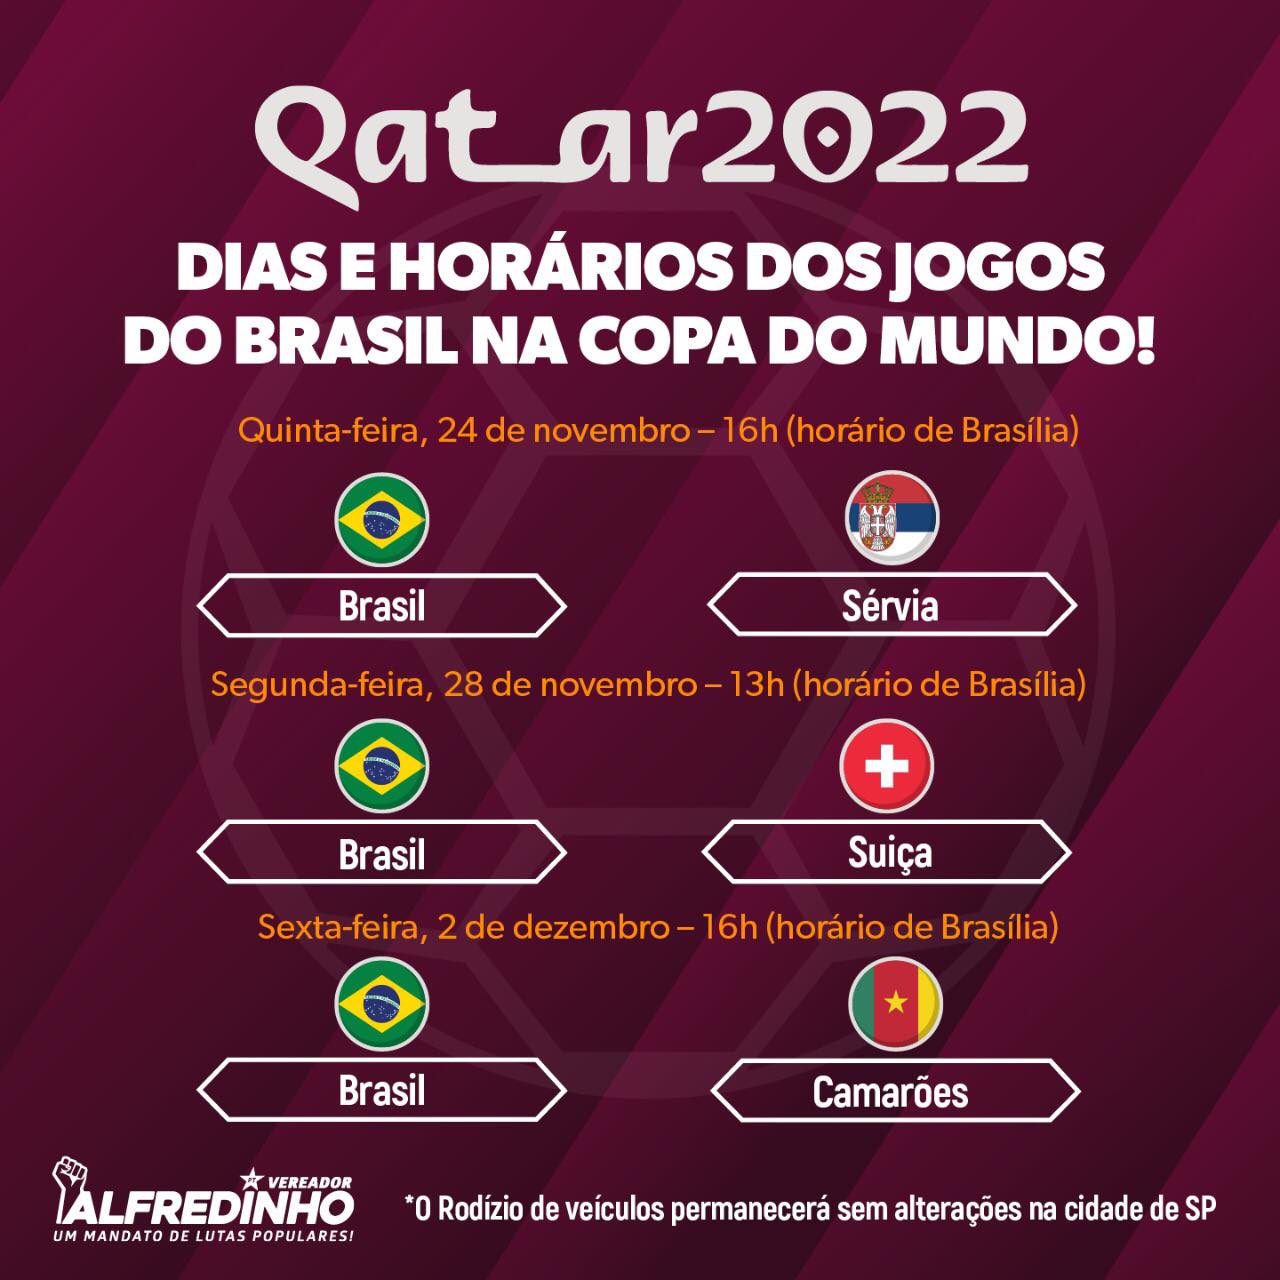 Qatar2022
DIAS E HORÁRIOS DOS JOGOS
DO BRASIL NA COPA DO MUNDO!
Quinta-feira, 24 de novembro – 16h (horário de Brasília)
Brasil
Sérvia
Segunda-feira, 28 de novembro – 13h (horário de Brasília)
Brasil
Suiça
Sexta-feira, 2 de dezembro – 16h (horário de Brasília)
Brasil
Camarões
VEREADOR
ALFREDINHO
UM MANDATO DE LUTAS POPULARES!
*O Rodízio de veículos permanecerá sem alterações na cidade de SP